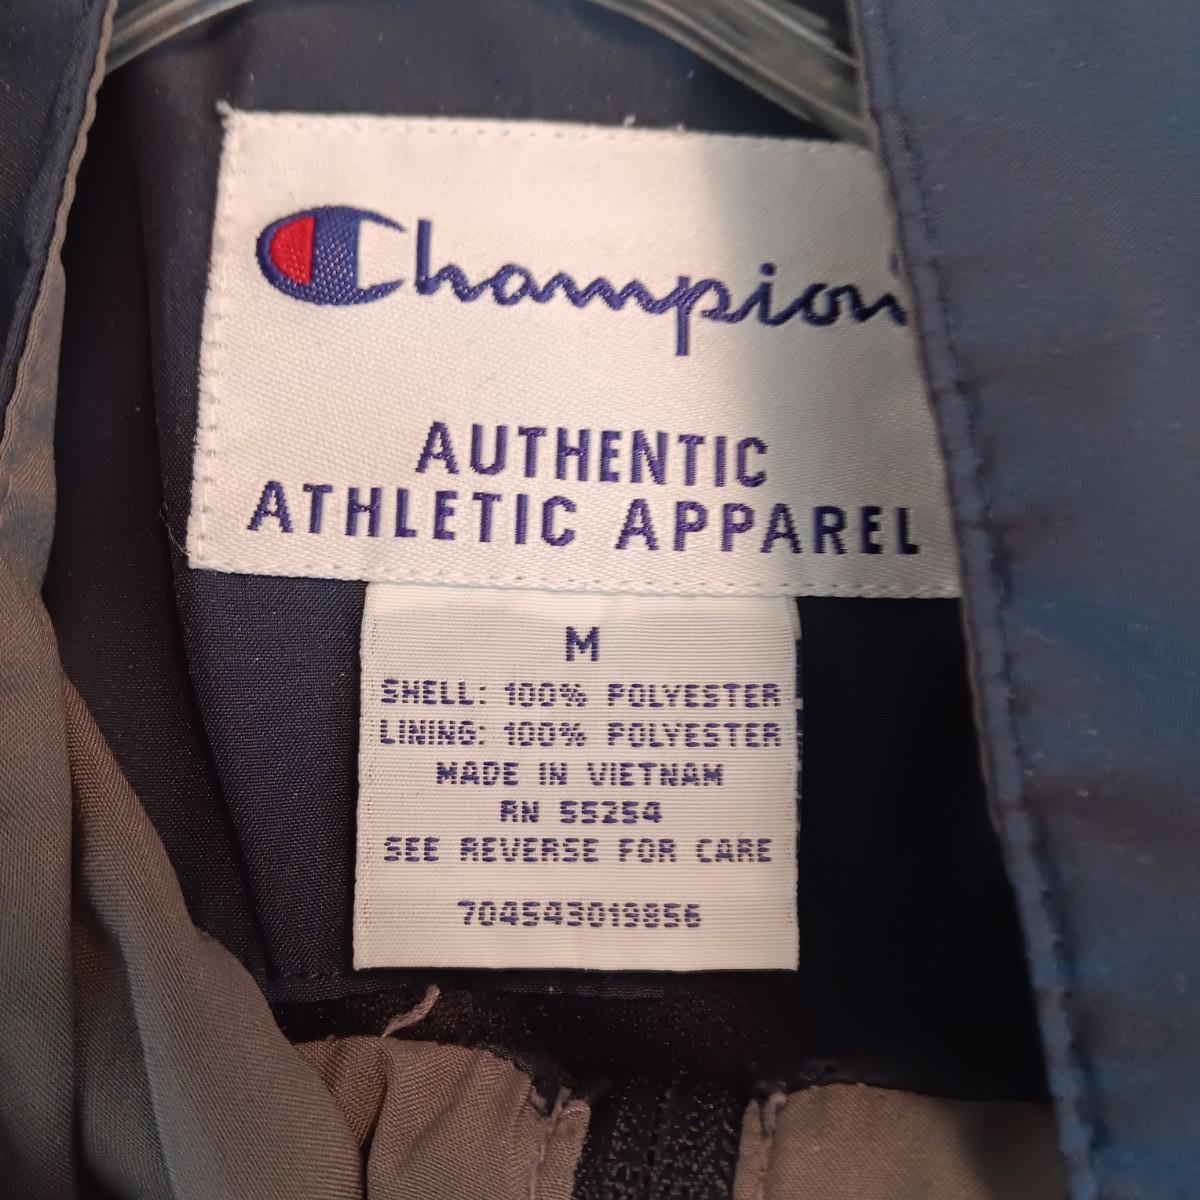 Champion
AUTHENTIC
ATHLETIC APPAREL
M
SHELL: 100% POLYESTER
LINING: 100% POLYESTER
MADE IN VIETNAM
RN 55254
SEE REVERSE FOR CARE
704543019856